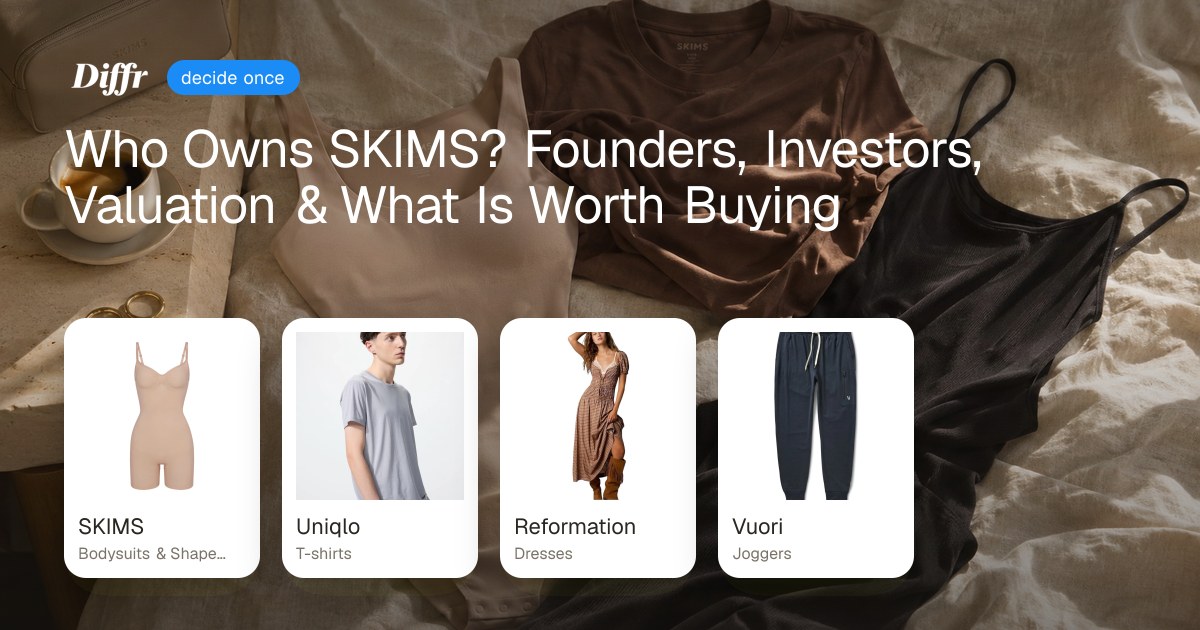 SKIMS
Diffr
decide once
Who Owns SKIMS? Founders, Investors,
Valuation & What Is Worth Buying
SKIMS
Bodysuits & Shape...
Uniqlo
T-shirts
Reformation
Dresses
Vuori
Joggers